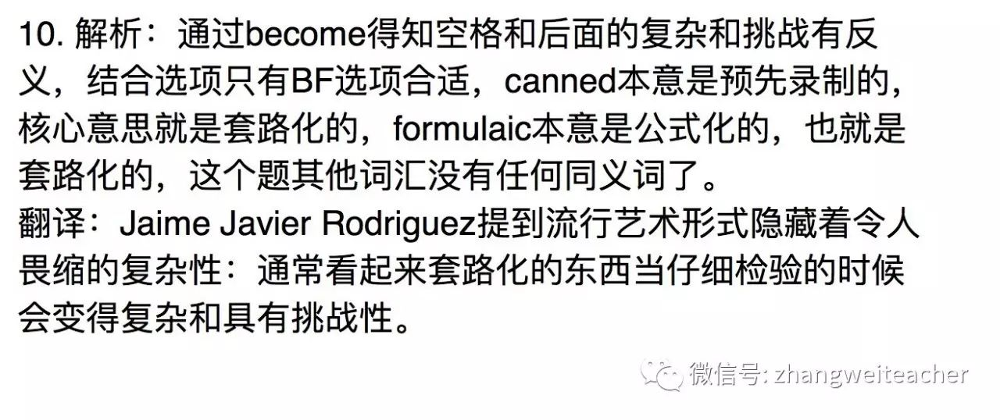 10. 解析：通过become得知空格和后面的复杂和挑战有反
义，结合选项只有BF选项合适，canned本意是预先录制的，
核心意思就是套路化的，formulaic本意是公式化的，也就是
套路化的，这个题其他词汇没有任何同义词了。
翻译：Jaime Javier Rodriguez提到流行艺术形式隐藏着令人
畏缩的复杂性：通常看起来套路化的东西当仔细检验的时候
会变得复杂和具有挑战性。
微信号: zhangweiteacher